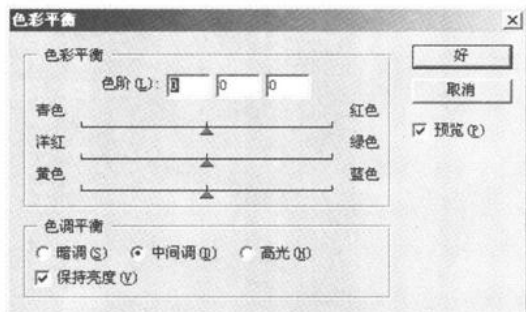 色彩平衡
色彩平衡
色阶(L): 0 0 0
青色 红色
洋红 绿色
黄色 蓝色
好
取消
预览(P)
色调平衡
暗调(S) 中间调(D) 高光(H)
保持亮度(V)